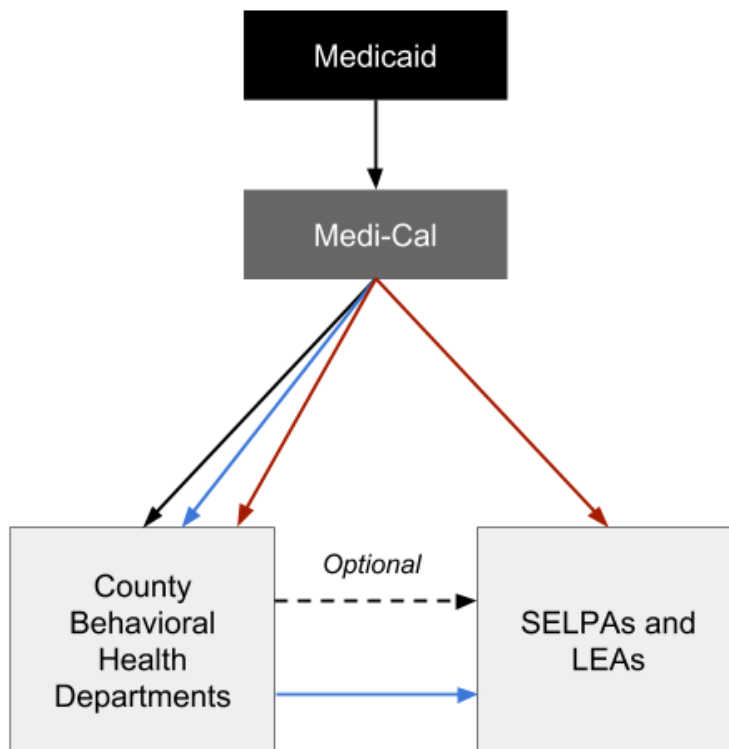 Medicaid
Medi-Cal
Optional
County
Behavioral
Health
Departments
SELPAs and
LEAs